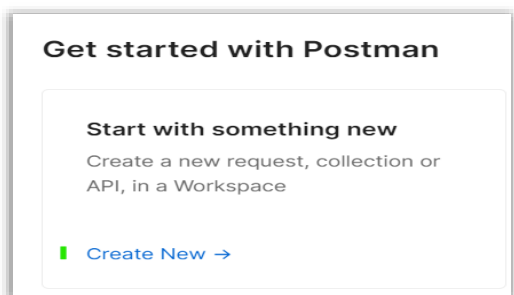 Get started with Postman
Start with something new
Create a new request, collection or
API, in a Workspace
Create New →